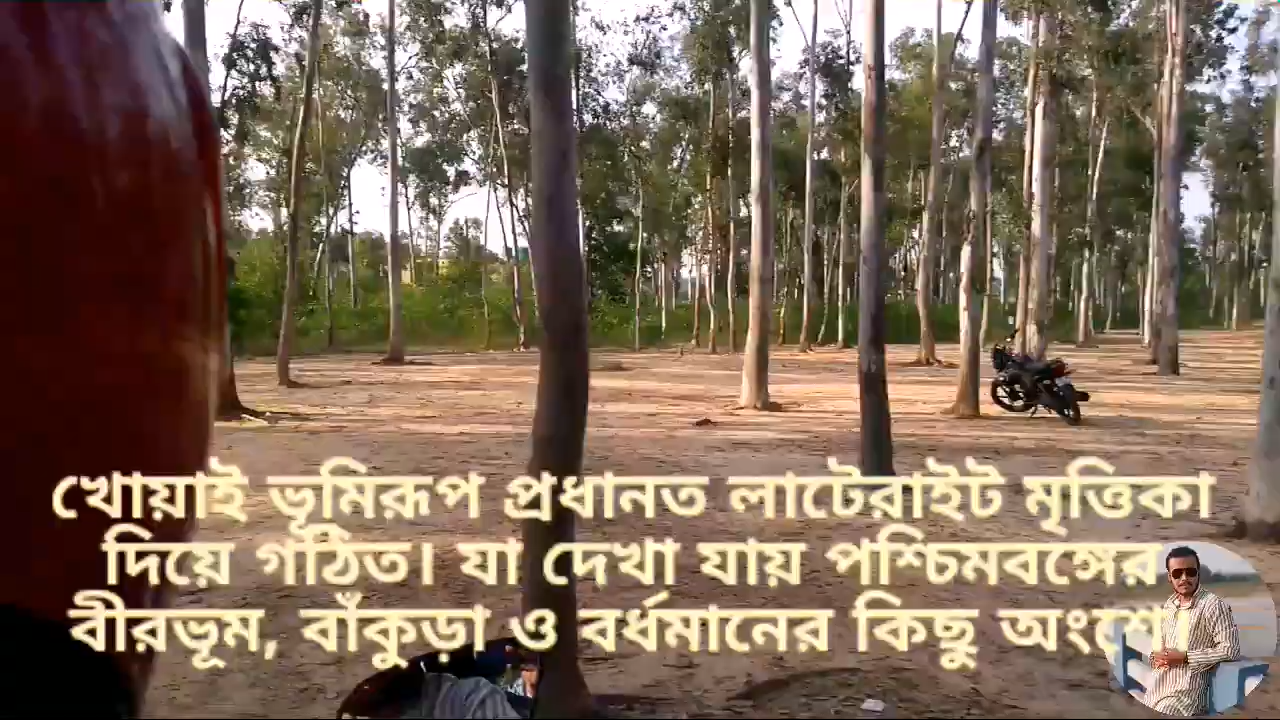 খোয়াই ভূমিরূপ প্রধানত লাটেরাইট মৃত্তিকা
দিয়ে গঠিত। যা দেখা যায় পশ্চিমবঙ্গের
বীরভূম, বাঁকুড়া ও বর্ধমানের কিছু অংশে।